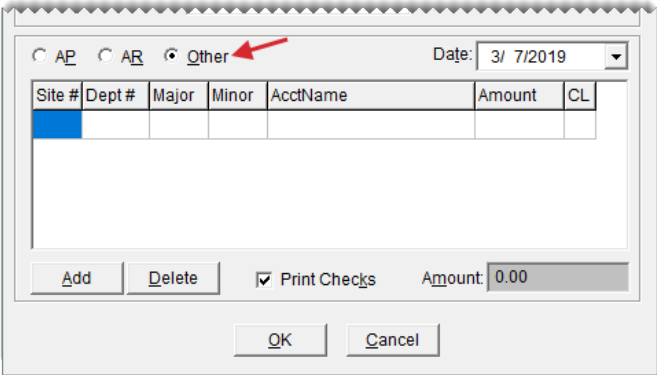 AP AR Other Date: 3/ 7/2019
Site # Dept # Major Minor AcctName Amount CL
Add Delete Print Checks Amount: 0.00
OK Cancel